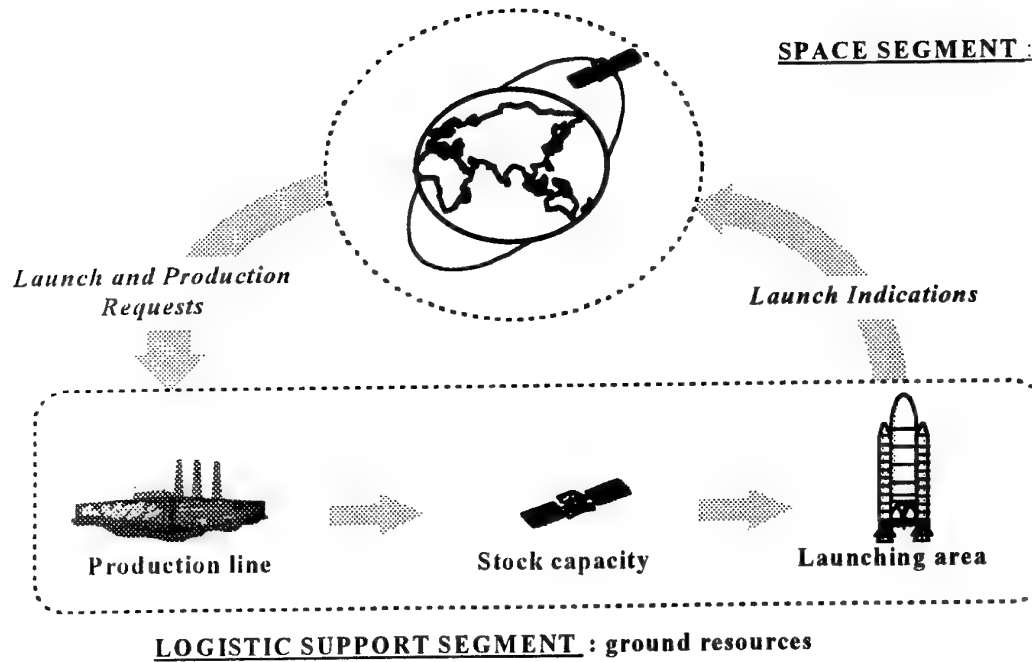 SPACE SEGMENT :
Launch and Production
Requests
Launch Indications
Production line
Stock capacity
Launching area
LOGISTIC SUPPORT SEGMENT : ground resources